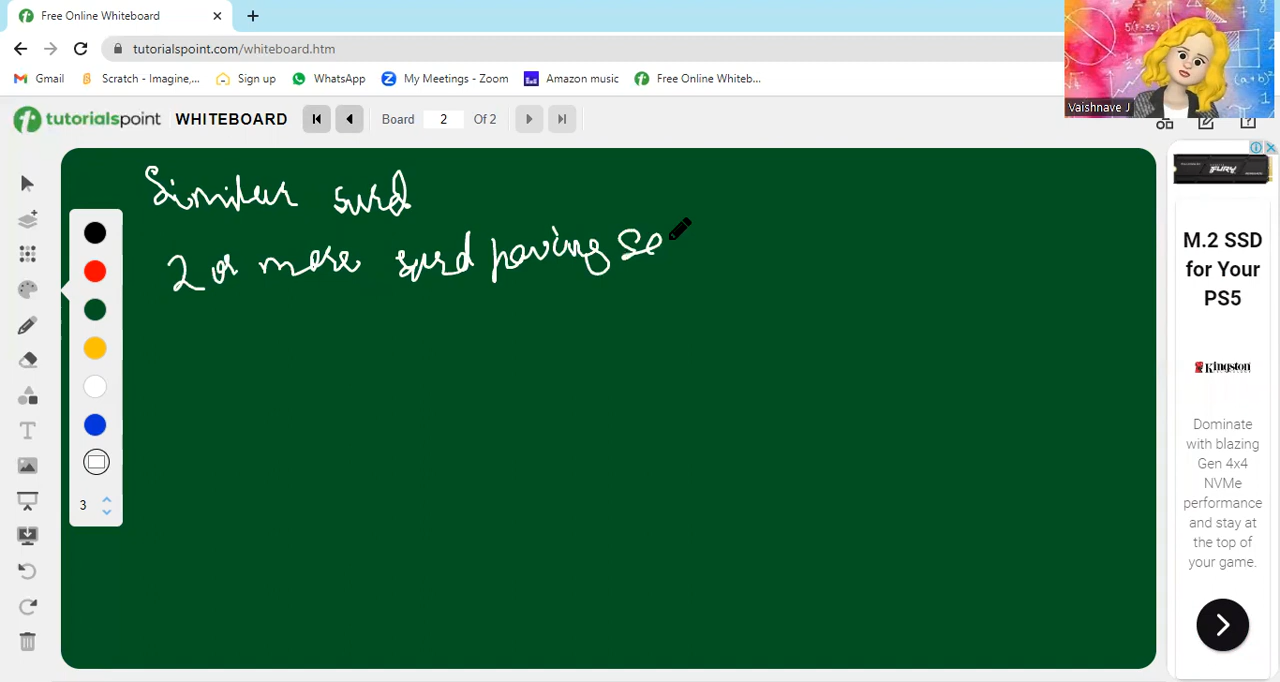 Free Online Whiteboard
tutorialspoint.com/whiteboard.htm
Gmail Scratch - Imagine,... Sign up WhatsApp My Meetings - Zoom Amazon music Free Online Whiteb...
Vaishnave J
tutorialspoint WHITEBOARD Board 2 Of 2
Similar surd
2 or more surd having sa
3
FURY
M.2 SSD
for Your
PS5
Kingston
Dominate
with blazing
Gen 4x4
NVMe
performance
and stay at
the top of
your game.